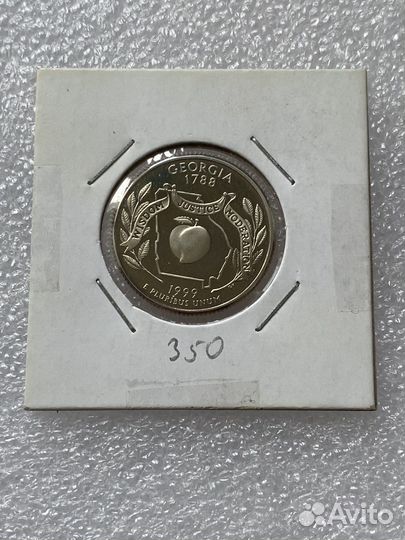 GEORGIA
1788
WISDOM JUSTICE MODERATION
1999
E PLURIBUS UNUM
350
Avito